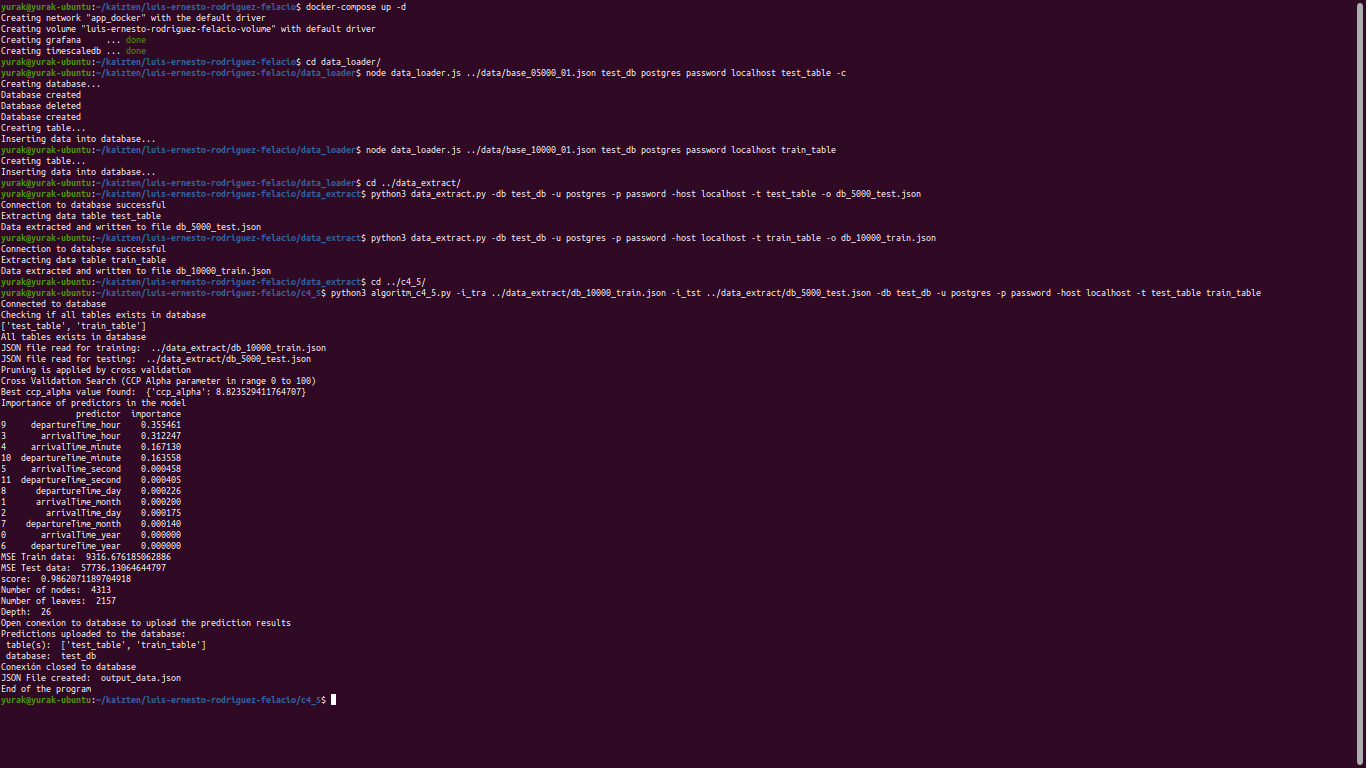 yurak@yurak-ubuntu:~/kaizten/luis-ernesto-rodriguez-felacio$ docker-compose up -d
Creating network "app_docker" with the default driver
Creating volume "luis-ernesto-rodriguez-felacio-volume" with default driver
Creating grafana     ... done
Creating timescaledb ... done
yurak@yurak-ubuntu:~/kaizten/luis-ernesto-rodriguez-felacio$ cd data_loader/
yurak@yurak-ubuntu:~/kaizten/luis-ernesto-rodriguez-felacio/data_loader$ node data_loader.js ../data/base_05000_01.json test_db postgres password localhost test_table -c
Creating database...
Database created
Database deleted
Database created
Creating table...
Inserting data into database...
yurak@yurak-ubuntu:~/kaizten/luis-ernesto-rodriguez-felacio/data_loader$ node data_loader.js ../data/base_10000_01.json test_db postgres password localhost train_table
Creating table...
Inserting data into database...
yurak@yurak-ubuntu:~/kaizten/luis-ernesto-rodriguez-felacio/data_loader$ cd ../data_extract/
yurak@yurak-ubuntu:~/kaizten/luis-ernesto-rodriguez-felacio/data_extract$ python3 data_extract.py -db test_db -u postgres -p password -host localhost -t test_table -o db_5000_test.json
Connection to database successful
Extracting data table test_table
Data extracted and written to file db_5000_test.json
yurak@yurak-ubuntu:~/kaizten/luis-ernesto-rodriguez-felacio/data_extract$ python3 data_extract.py -db test_db -u postgres -p password -host localhost -t train_table -o db_10000_train.json
Connection to database successful
Extracting data table train_table
Data extracted and written to file db_10000_train.json
yurak@yurak-ubuntu:~/kaizten/luis-ernesto-rodriguez-felacio/data_extract$ cd ../c4_5/
yurak@yurak-ubuntu:~/kaizten/luis-ernesto-rodriguez-felacio/c4_5$ python3 algoritm_c4_5.py -i_tra ../data_extract/db_10000_train.json -i_tst ../data_extract/db_5000_test.json -db test_db -u postgres -p password -host localhost -t test_table train_table
Connected to database
Checking if all tables exists in database
['test_table', 'train_table']
All tables exists in database
JSON file read for training:  ../data_extract/db_10000_train.json
JSON file read for testing:  ../data_extract/db_5000_test.json
Pruning is applied by cross validation
Cross Validation Search (CCP Alpha parameter in range 0 to 100)
Best ccp_alpha value found:  {'ccp_alpha': 8.823529411764707}
Importance of predictors in the model
               predictor  importance
9     departureTime_hour    0.355461
3       arrivalTime_hour    0.312247
4     arrivalTime_minute    0.167130
10  departureTime_minute    0.163558
5     arrivalTime_second    0.000458
11  departureTime_second    0.000405
8      departureTime_day    0.000226
1      arrivalTime_month    0.000200
2        arrivalTime_day    0.000175
7    departureTime_month    0.000140
0       arrivalTime_year    0.000000
6     departureTime_year    0.000000
MSE Train data:  9316.676185062886
MSE Test data:  57736.13064644797
score:  0.9862071189704918
Number of nodes:  4313
Number of leaves:  2157
Depth:  26
Open conexion to database to upload the prediction results
Predictions uploaded to the database:
 table(s):  ['test_table', 'train_table']
 database:  test_db
Conexión closed to database
JSON File created:  output_data.json
End of the program
yurak@yurak-ubuntu:~/kaizten/luis-ernesto-rodriguez-felacio/c4_5$